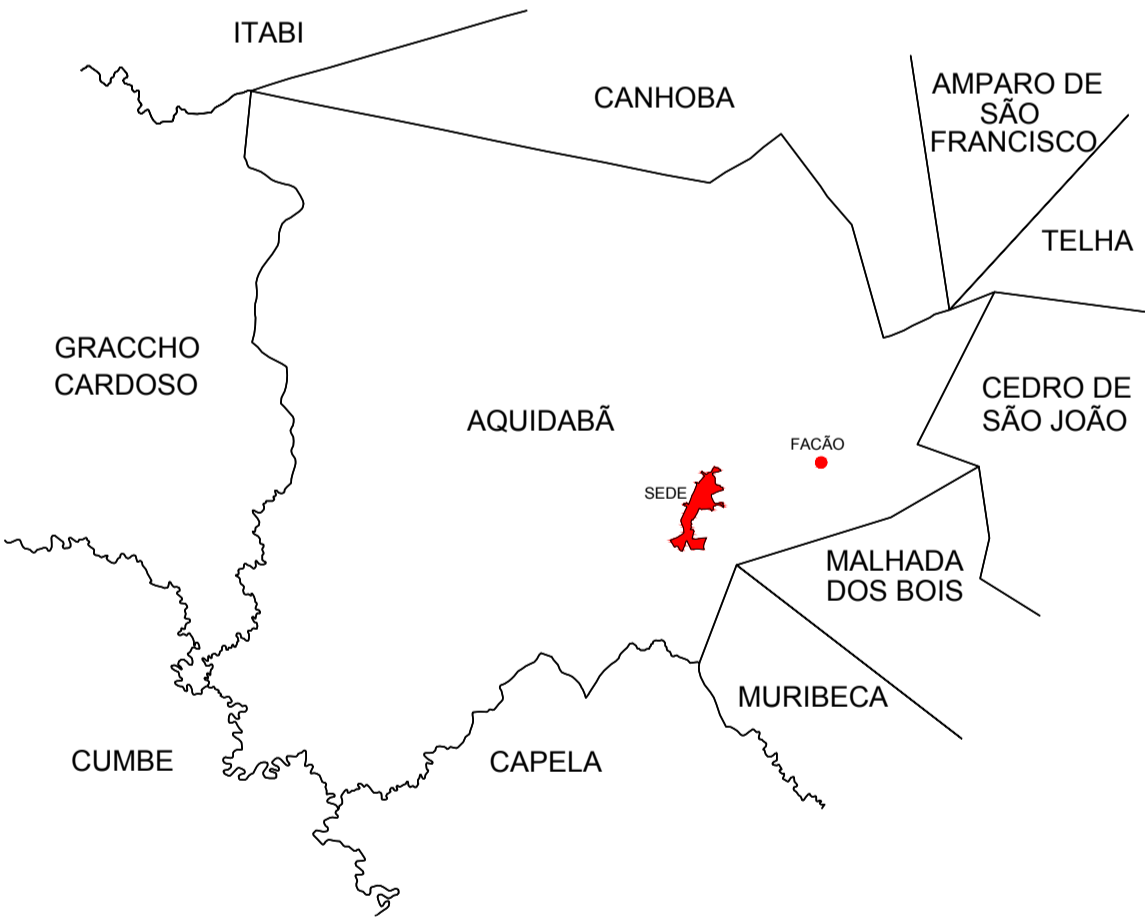 ITABI
CANHOBA
AMPARO DE
SÃO
FRANCISCO
TELHA
GRACCHO
CARDOSO
CEDRO DE
SÃO JOÃO
AQUIDABÃ
FACÃO
SEDE
MALHADA
DOS BOIS
MURIBECA
CUMBE
CAPELA